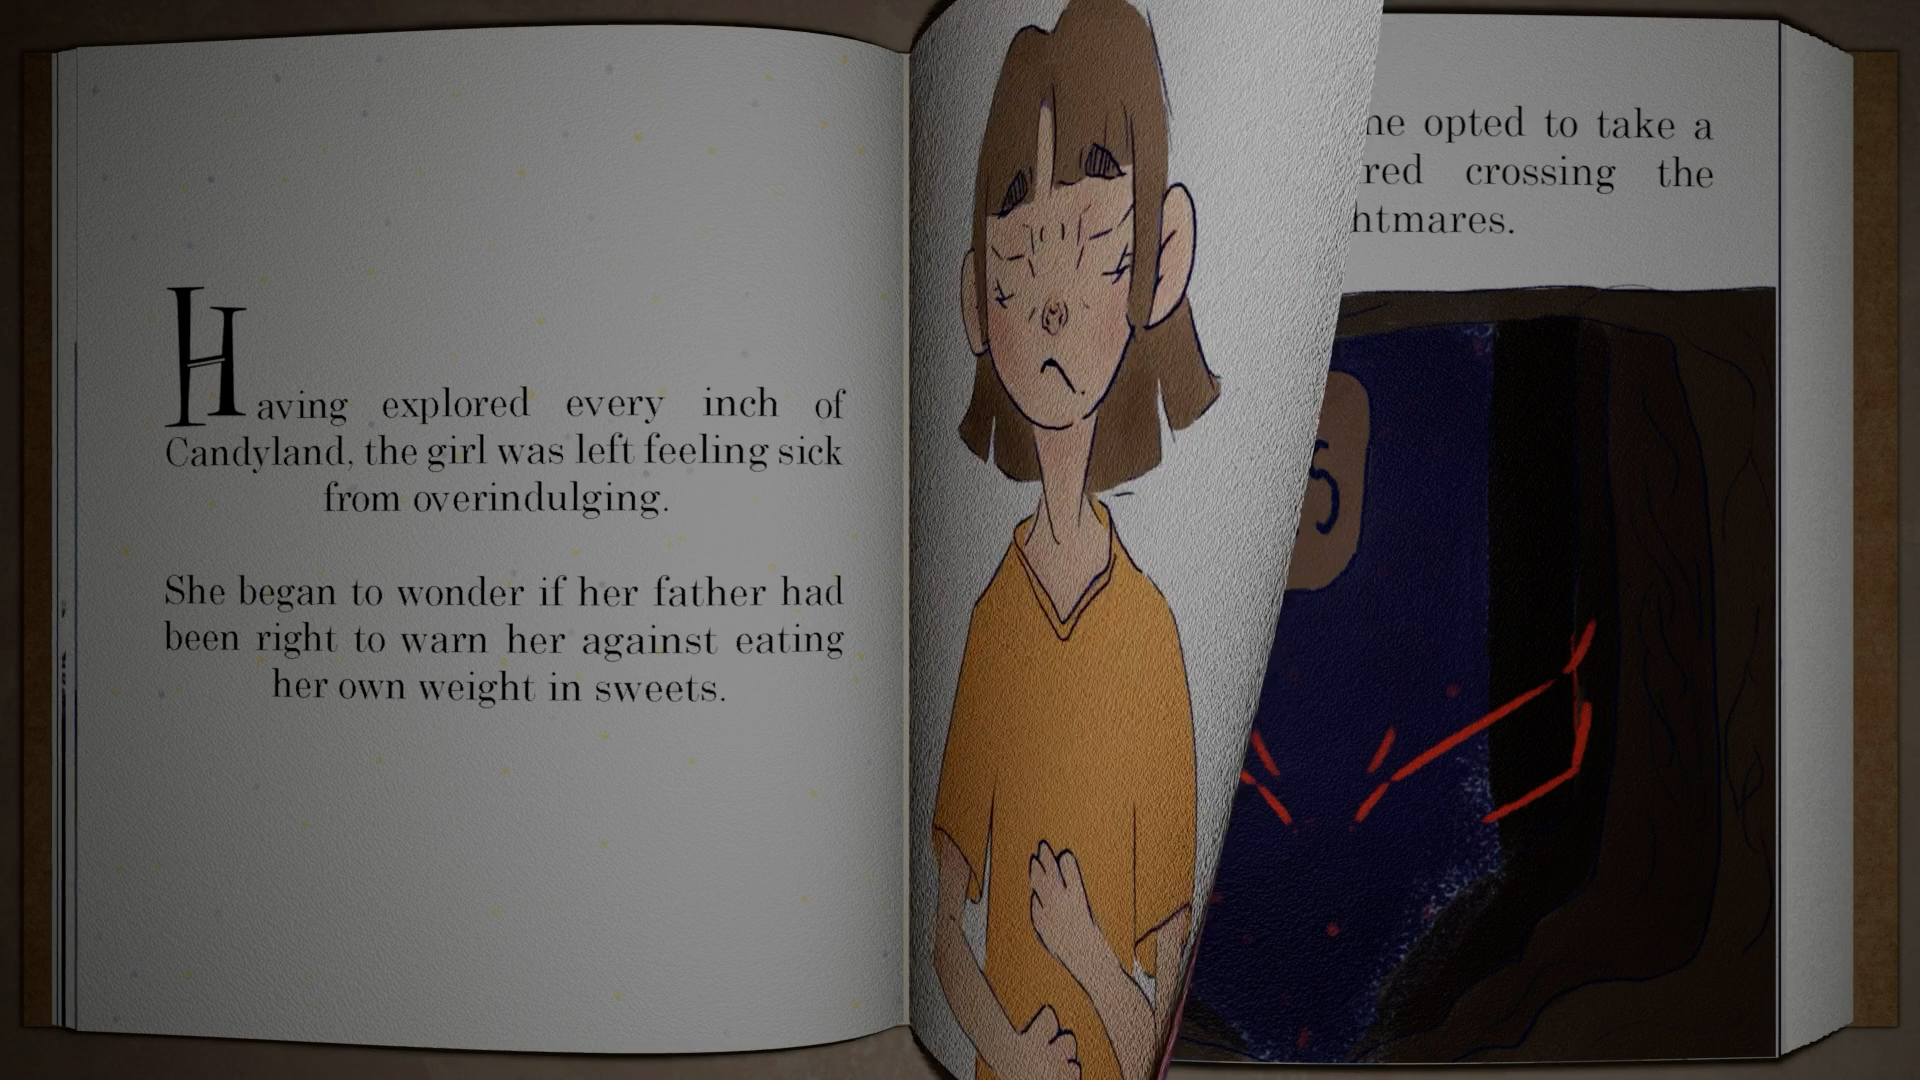 Having explored every inch of
Candyland, the girl was left feeling sick
from overindulging.
She began to wonder if her father had
been right to warn her against eating
her own weight in sweets.
opted to take a
crossing the